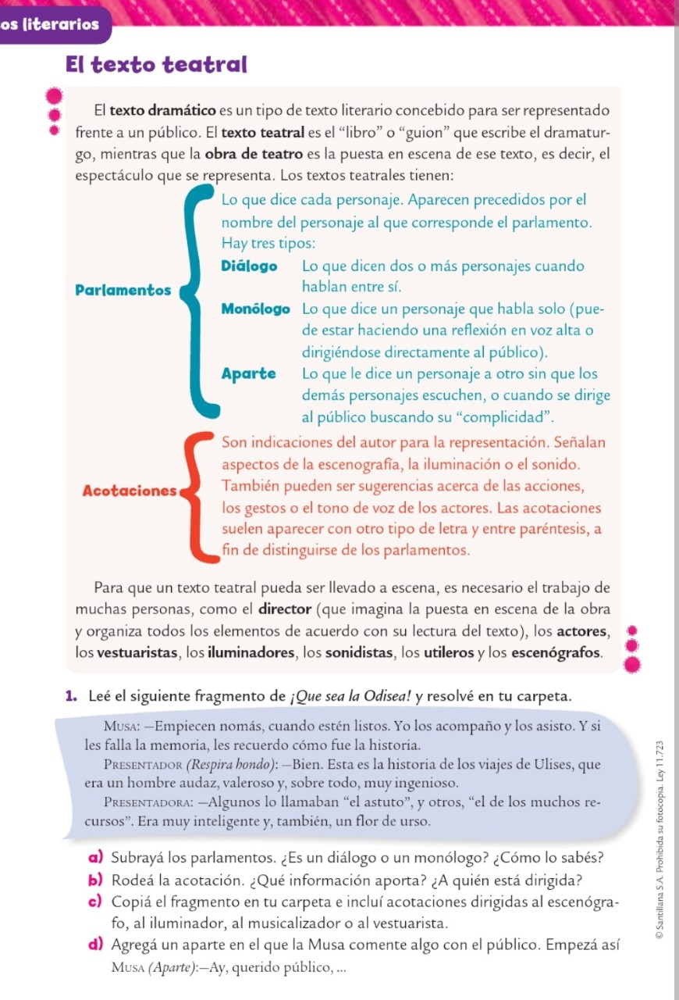 os literarios
El texto teatral
El texto dramático es un tipo de texto literario concebido para ser representado
frente a un público. El texto teatral es el “libro” o “guion” que escribe el dramatur-
go, mientras que la obra de teatro es la puesta en escena de ese texto, es decir, el
espectáculo que se representa. Los textos teatrales tienen:
Parlamentos
Lo que dice cada personaje. Aparecen precedidos por el
nombre del personaje al que corresponde el parlamento.
Hay tres tipos:
Diálogo Lo que dicen dos o más personajes cuando
hablan entre sí.
Monólogo Lo que dice un personaje que habla solo (pue-
de estar haciendo una reflexión en voz alta o
dirigiéndose directamente al público).
Aparte Lo que le dice un personaje a otro sin que los
demás personajes escuchen, o cuando se dirige
al público buscando su “complicidad”.
Acotaciones
Son indicaciones del autor para la representación. Señalan
aspectos de la escenografía, la iluminación o el sonido.
También pueden ser sugerencias acerca de las acciones,
los gestos o el tono de voz de los actores. Las acotaciones
suelen aparecer con otro tipo de letra y entre paréntesis, a
fin de distinguirse de los parlamentos.
Para que un texto teatral pueda ser llevado a escena, es necesario el trabajo de
muchas personas, como el director (que imagina la puesta en escena de la obra
y organiza todos los elementos de acuerdo con su lectura del texto), los actores,
los vestuaristas, los iluminadores, los sonidistas, los utileros y los escenógrafos.
1. Leé el siguiente fragmento de ¡Que sea la Odisea! y resolvé en tu carpeta.
MUSA: —Empiecen nomás, cuando estén listos. Yo los acompaño y los asisto. Y si
les falla la memoria, les recuerdo cómo fue la historia.
PRESENTADOR (Respira hondo): —Bien. Esta es la historia de los viajes de Ulises, que
era un hombre audaz, valeroso y, sobre todo, muy ingenioso.
PRESENTADORA: —Algunos lo llamaban “el astuto”, y otros, “el de los muchos re-
cursos”. Era muy inteligente y, también, un flor de urso.
a) Subrayá los parlamentos. ¿Es un diálogo o un monólogo? ¿Cómo lo sabés?
b) Rodeá la acotación. ¿Qué información aporta? ¿A quién está dirigida?
c) Copiá el fragmento en tu carpeta e incluí acotaciones dirigidas al escenógra-
fo, al iluminador, al musicalizador o al vestuarista.
d) Agregá un aparte en el que la Musa comente algo con el público. Empezá así
MUSA (Aparte):—Ay, querido público, ...
© Santillana S.A. Prohibida su fotocopia. Ley 11.723